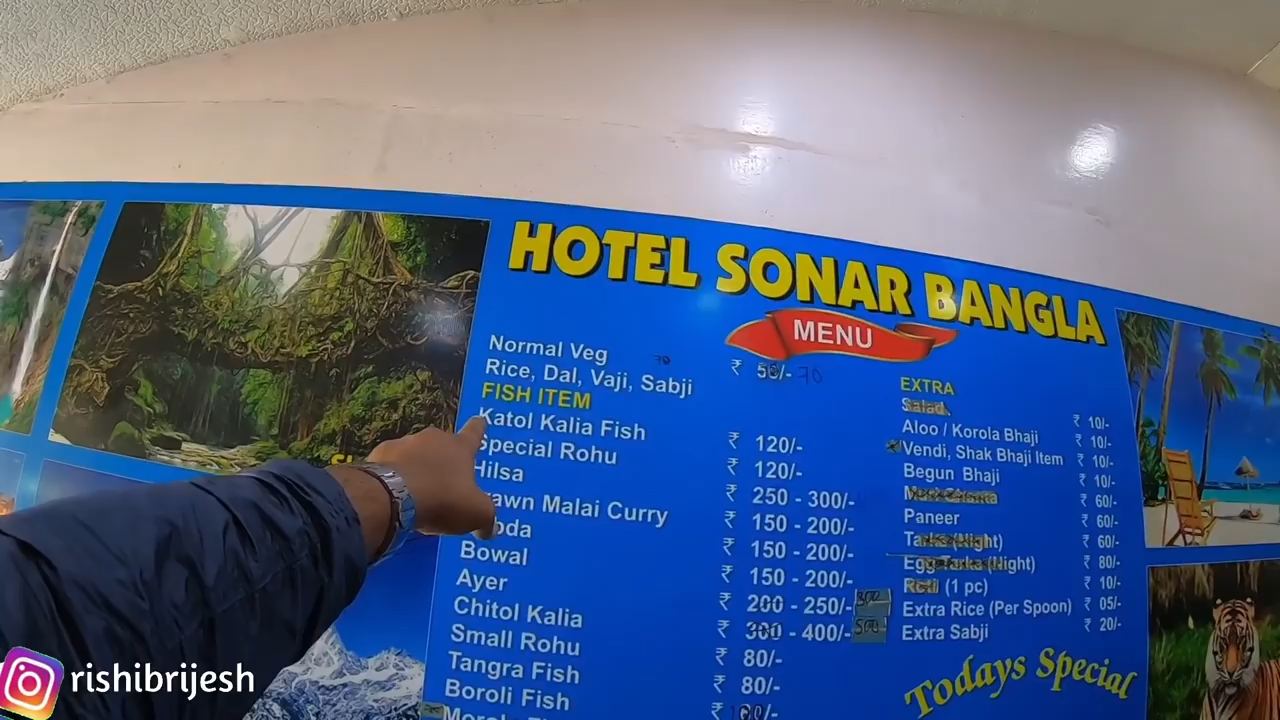 HOTEL SONAR BANGLA
MENU
Normal Veg
Rice, Dal, Vaji, Sabji 70 ₹ 50/- 70
FISH ITEM
Katol Kalia Fish ₹ 120/-
Special Rohu ₹ 120/-
Hilsa ₹ 250 - 300/-
Malai Curry ₹ 150 - 200/-
₹ 150 - 200/-
Bowal ₹ 150 - 200/-
Ayer ₹ 200 - 250/- 300
Chitol Kalia ₹ 300 - 400/- 500
Small Rohu ₹ 80/-
Tangra Fish ₹ 80/-
Boroli Fish ₹
EXTRA
Salad ₹ 10/-
Aloo / Korola Bhaji ₹ 10/-
Vendi, Shak Bhaji Item ₹ 10/-
Begun Bhaji ₹ 10/-
₹ 60/-
Paneer ₹ 60/-
Tarka (Night) ₹ 60/-
Egg Tarka (Night) ₹ 80/-
Roti (1 pc) ₹ 10/-
Extra Rice (Per Spoon) ₹ 05/-
Extra Sabji ₹ 20/-
Todays Special
rishibrijesh